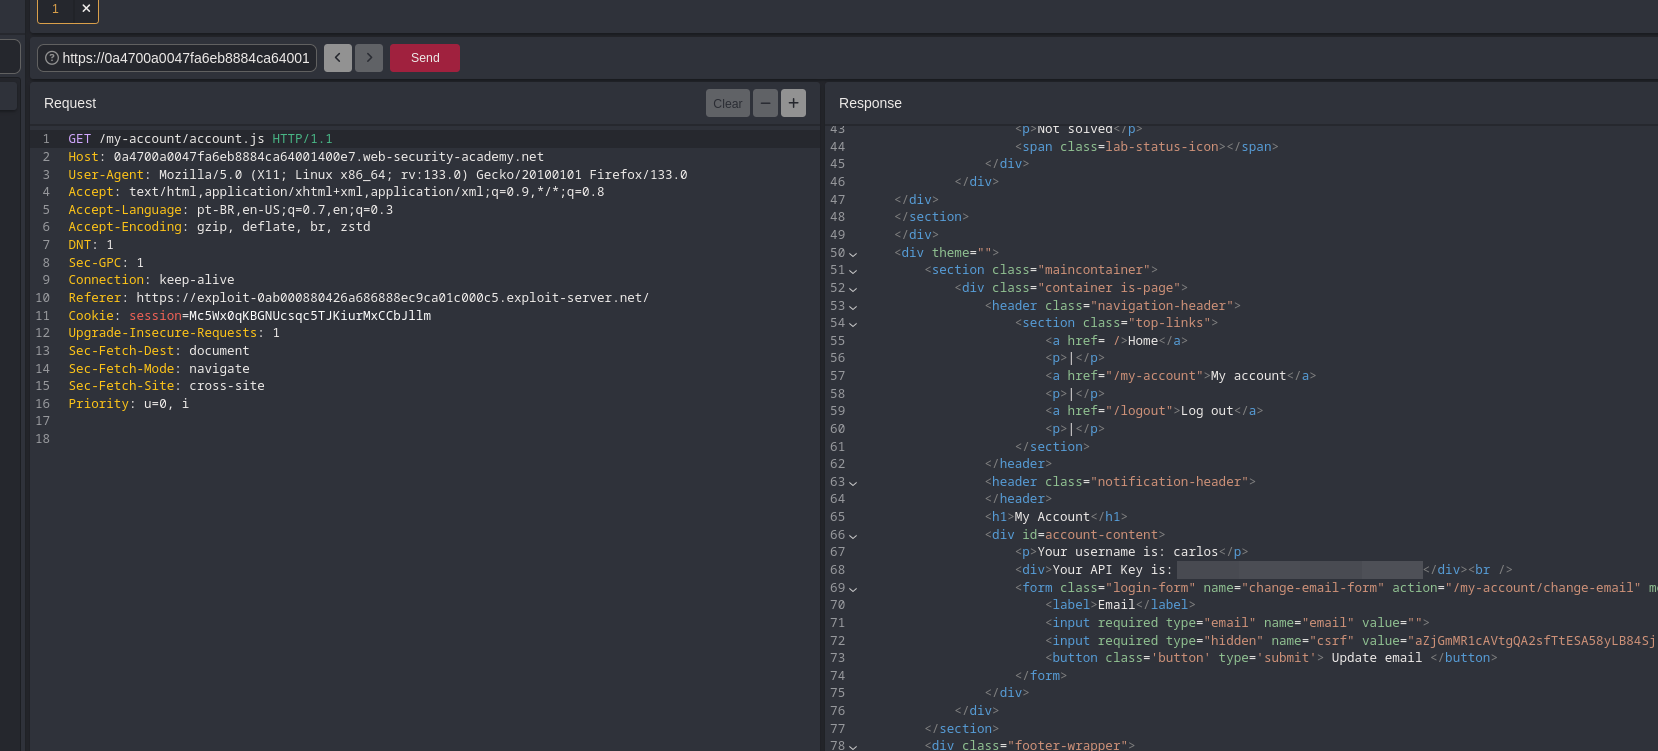 1 ×
https://0a4700a0047fa6eb8884ca64001
< > Send
Request
Clear − +
1 GET /my-account/account.js HTTP/1.1
2 Host: 0a4700a0047fa6eb8884ca64001400e7.web-security-academy.net
3 User-Agent: Mozilla/5.0 (X11; Linux x86_64; rv:133.0) Gecko/20100101 Firefox/133.0
4 Accept: text/html,application/xhtml+xml,application/xml;q=0.9,*/*;q=0.8
5 Accept-Language: pt-BR,en-US;q=0.7,en;q=0.3
6 Accept-Encoding: gzip, deflate, br, zstd
7 DNT: 1
8 Sec-GPC: 1
9 Connection: keep-alive
10 Referer: https://exploit-0ab000880426a686888ec9ca01c000c5.exploit-server.net/
11 Cookie: session=Mc5Wx0qKBGNUcsqc5TJKiurMxCCbJllm
12 Upgrade-Insecure-Requests: 1
13 Sec-Fetch-Dest: document
14 Sec-Fetch-Mode: navigate
15 Sec-Fetch-Site: cross-site
16 Priority: u=0, i
17
18
Response
43 <p>Not solved</p>
44 <span class=lab-status-icon></span>
45 </div>
46 </div>
47 </div>
48 </section>
49 </div>
50 <div theme="">
51 <section class="maincontainer">
52 <div class="container is-page">
53 <header class="navigation-header">
54 <section class="top-links">
55 <a href= />Home</a>
56 <p>|</p>
57 <a href="/my-account">My account</a>
58 <p>|</p>
59 <a href="/logout">Log out</a>
60 <p>|</p>
61 </section>
62 </header>
63 <header class="notification-header">
64 </header>
65 <h1>My Account</h1>
66 <div id=account-content>
67 <p>Your username is: carlos</p>
68 <div>Your API Key is: </div><br />
69 <form class="login-form" name="change-email-form" action="/my-account/change-email" m
70 <label>Email</label>
71 <input required type="email" name="email" value="">
72 <input required type="hidden" name="csrf" value="aZjGmMR1cAVtgQA2sfTtESA58yLB84Sj
73 <button class='button' type='submit'> Update email </button>
74 </form>
75 </div>
76 </div>
77 </section>
78 <div class="footer-wrapper">